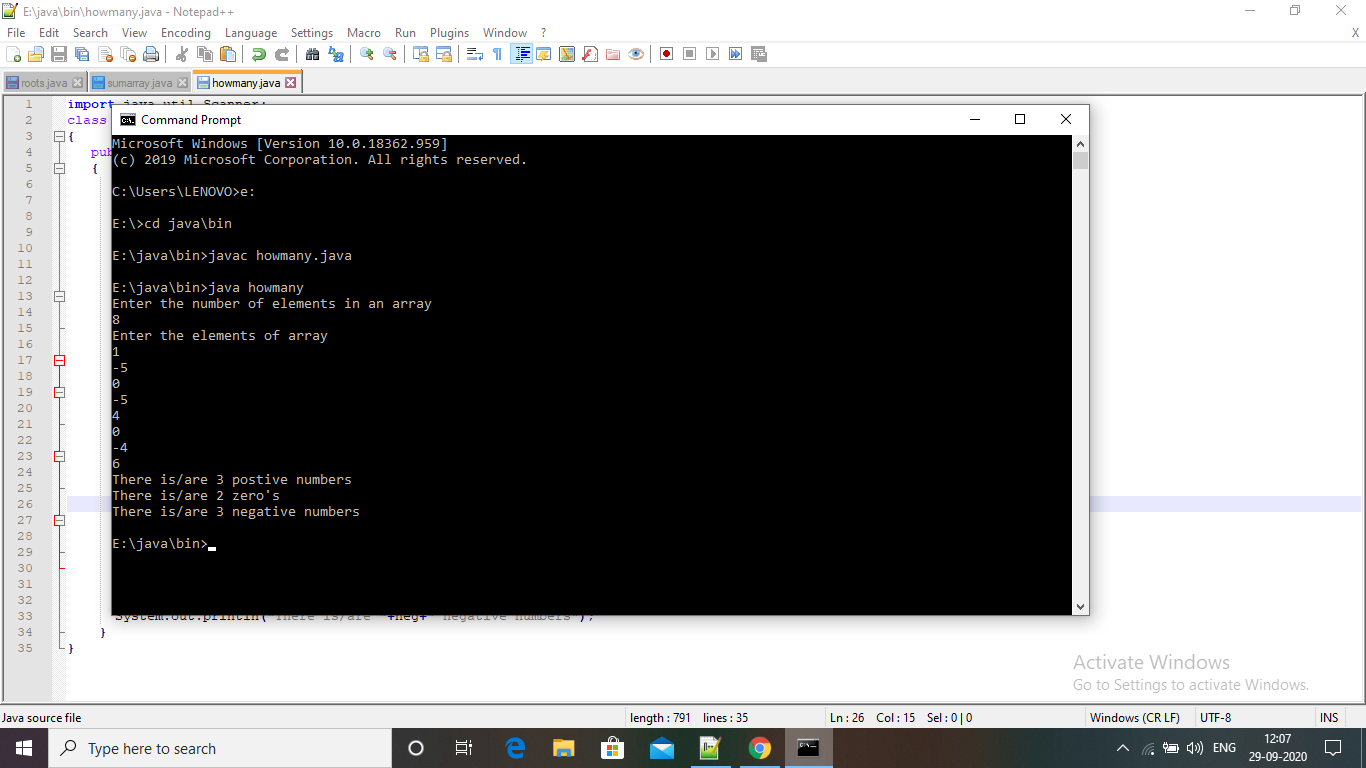 E:\java\bin\howmany.java - Notepad++
File Edit Search View Encoding Language Settings Macro Run Plugins Window ? X
roots.java sumarray.java howmany.java
1 import java.util.Scanner;
2 class
3 {
4
5 {
6
7
8
9
10
11
12
13
14
15
16
17
18
19
20
21
22
23
24
25
26
27
28
29
30
31
32
33 System.out.println("There is/are "+neg+" negative numbers");
34 }
35 }
Command Prompt
Microsoft Windows [Version 10.0.18362.959]
(c) 2019 Microsoft Corporation. All rights reserved.
C:\Users\LENOVO>e:
E:\>cd java\bin
E:\java\bin>javac howmany.java
E:\java\bin>java howmany
Enter the number of elements in an array
8
Enter the elements of array
1
-5
0
-5
4
0
-4
6
There is/are 3 postive numbers
There is/are 2 zero's
There is/are 3 negative numbers
E:\java\bin>
Activate Windows
Go to Settings to activate Windows.
Java source file length : 791 lines : 35 Ln : 26 Col : 15 Sel : 0 | 0 Windows (CR LF) UTF-8 INS
Type here to search ENG 12:07
29-09-2020